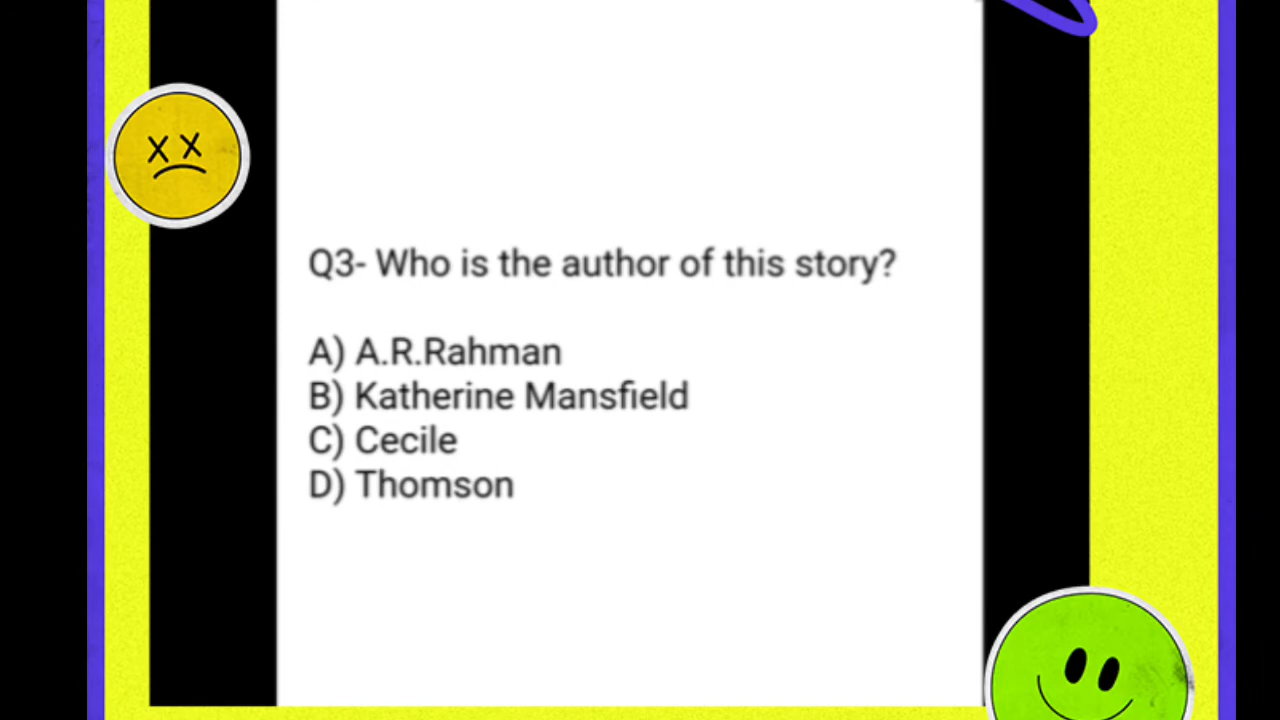 Q3- Who is the author of this story?
A) A.R.Rahman
B) Katherine Mansfield
C) Cecile
D) Thomson